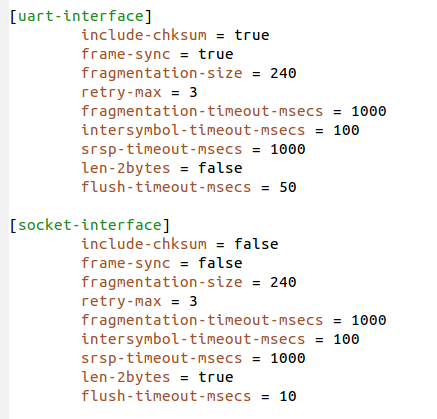 [uart-interface]
include-chksum = true
frame-sync = true
fragmentation-size = 240
retry-max = 3
fragmentation-timeout-msecs = 1000
intersymbol-timeout-msecs = 100
srsp-timeout-msecs = 1000
len-2bytes = false
flush-timeout-msecs = 50
[socket-interface]
include-chksum = false
frame-sync = false
fragmentation-size = 240
retry-max = 3
fragmentation-timeout-msecs = 1000
intersymbol-timeout-msecs = 100
srsp-timeout-msecs = 1000
len-2bytes = true
flush-timeout-msecs = 10